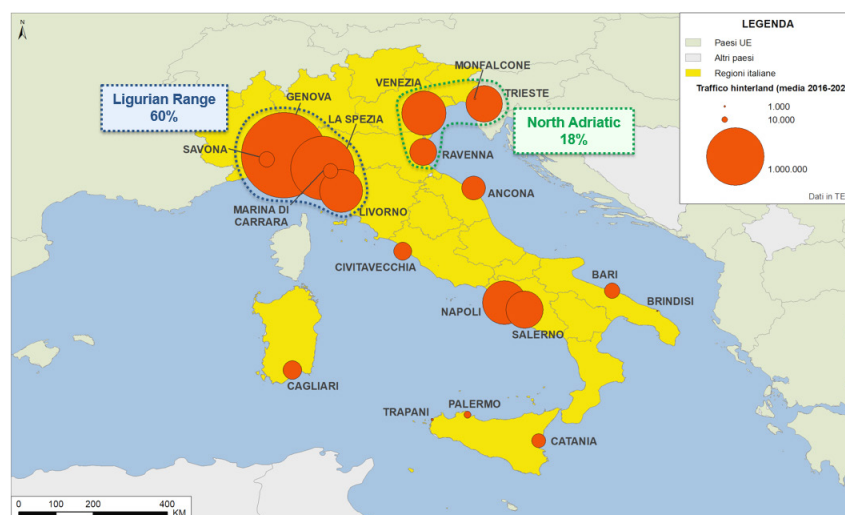 N
LEGENDA
Paesi UE
Altri paesi
Regioni italiane
Traffico hinterland (media 2016-202
1.000
10.000
1.000.000
Dati in TE
MONFALCONE
VENEZIA
TRIESTE
Ligurian Range
60%
GENOVA
LA SPEZIA
North Adriatic
18%
SAVONA
RAVENNA
ANCONA
MARINA DI
CARRARA
LIVORNO
CIVITAVECCHIA
BARI
BRINDISI
NAPOLI
SALERNO
CAGLIARI
PALERMO
TRAPANI
CATANIA
0 100 200 400
KM